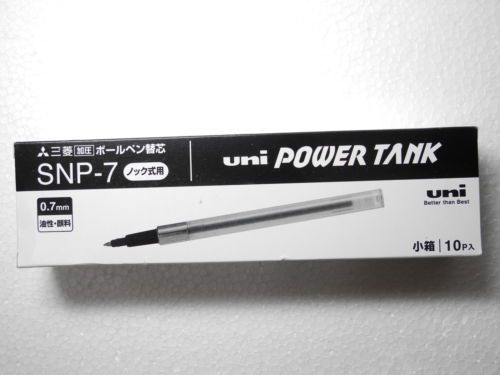 三菱 加圧 ボールペン替芯
SNP-7 ノック式用
uni POWER TANK
0.7mm
油性・顔料
uni
Better than Best
小箱 10P入